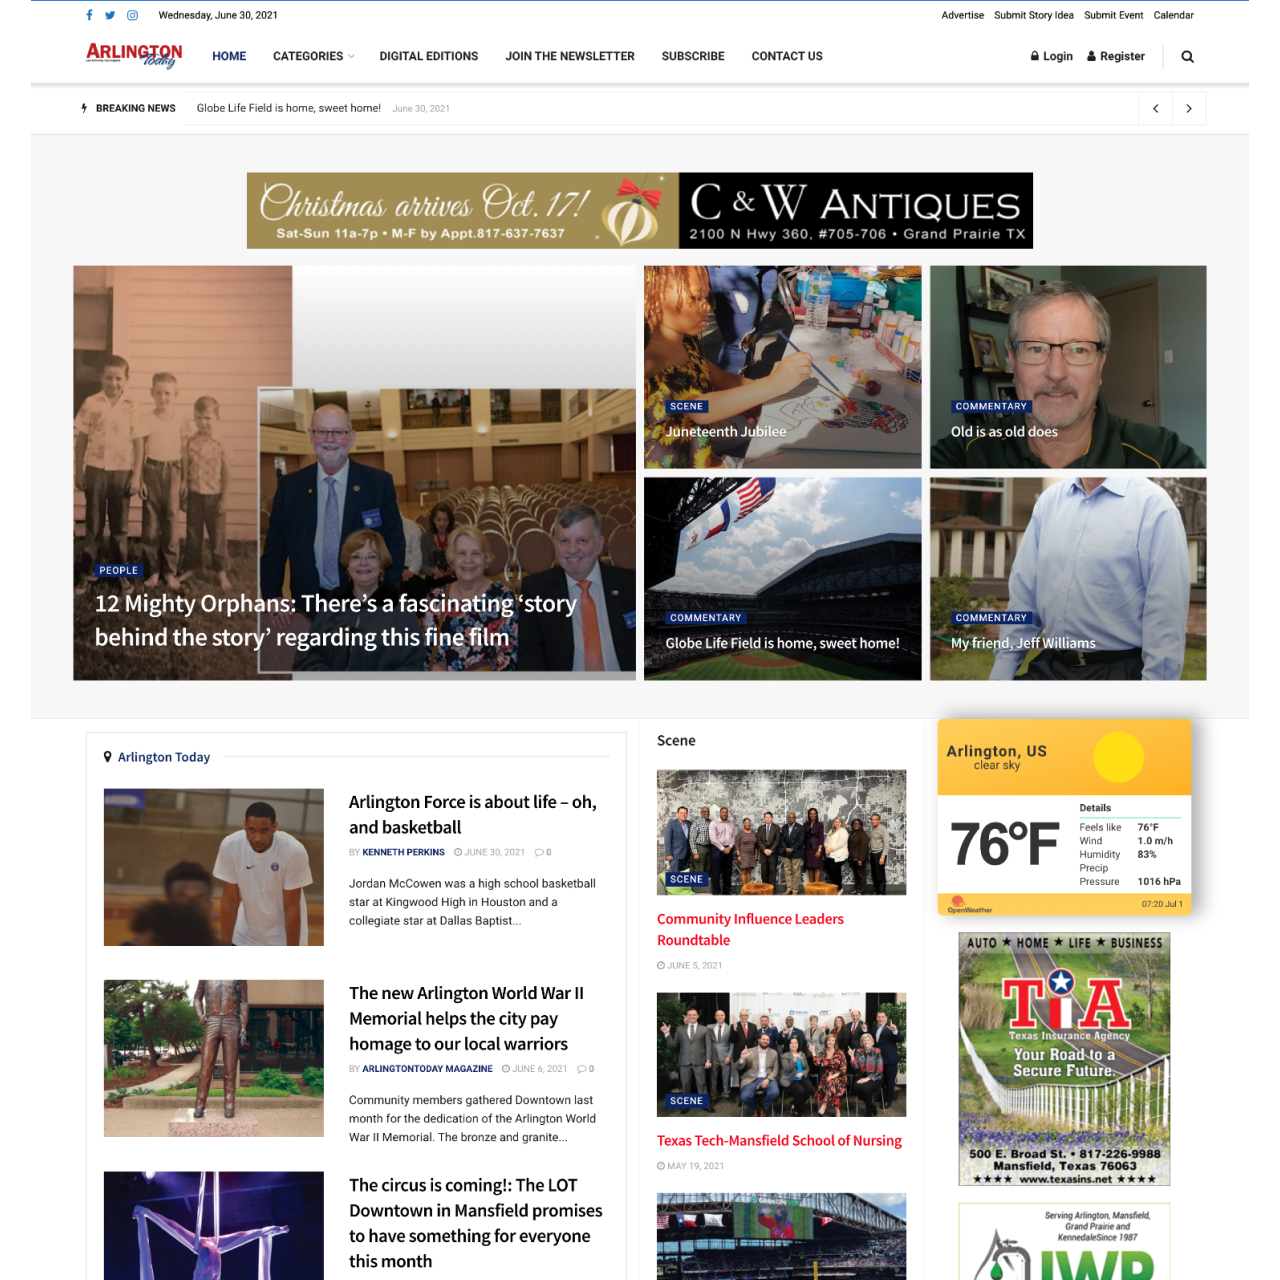 Wednesday, June 30, 2021
Advertise Submit Story Idea Submit Event Calendar
ARLINGTON
Today
HOME CATEGORIES DIGITAL EDITIONS JOIN THE NEWSLETTER SUBSCRIBE CONTACT US
Login Register
BREAKING NEWS Globe Life Field is home, sweet home! June 30, 2021
Christmas arrives Oct. 17!
Sat-Sun 11a-7p • M-F by Appt.817-637-7637
C & W ANTIQUES
2100 N Hwy 360, #705-706 • Grand Prairie TX
PEOPLE
12 Mighty Orphans: There’s a fascinating ‘story
behind the story’ regarding this fine film
SCENE
Juneteenth Jubilee
COMMENTARY
Old is as old does
COMMENTARY
Globe Life Field is home, sweet home!
COMMENTARY
My friend, Jeff Williams
Arlington Today
Arlington Force is about life – oh,
and basketball
BY KENNETH PERKINS JUNE 30, 2021 0
Jordan McCowen was a high school basketball
star at Kingwood High in Houston and a
collegiate star at Dallas Baptist...
The new Arlington World War II
Memorial helps the city pay
homage to our local warriors
BY ARLINGTONTODAY MAGAZINE JUNE 6, 2021 0
Community members gathered Downtown last
month for the dedication of the Arlington World
War II Memorial. The bronze and granite...
The circus is coming!: The LOT
Downtown in Mansfield promises
to have something for everyone
this month
Scene
SCENE
Community Influence Leaders
Roundtable
JUNE 5, 2021
SCENE
Texas Tech-Mansfield School of Nursing
MAY 19, 2021
Arlington, US
clear sky
76°F
Details
Feels like 76°F
Wind 1.0 m/h
Humidity 83%
Precip
Pressure 1016 hPa
OpenWeather
07:20 Jul 1
AUTO ★ HOME ★ LIFE ★ BUSINESS
TIA
Texas Insurance Agency
Your Road to a
Secure Future.
500 E. Broad St. • 817-226-9988
Mansfield, Texas 76063
★★★★ www.texasins.net ★★★★
Serving Arlington, Mansfield,
Grand Prairie and
KennedaleSince 1987
IWP